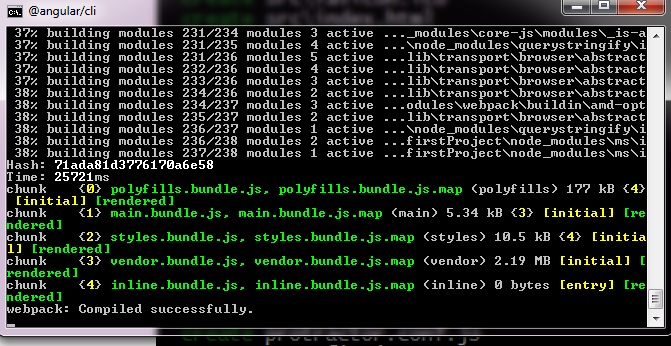 @angular/cli
37% building modules 231/234 modules 3 active ..._modules\core-js\modules\_is-a
37% building modules 231/235 modules 4 active ...\node_modules\querystringify\i
37% building modules 231/236 modules 5 active ...lib\transport\browser\abstract
37% building modules 232/236 modules 4 active ...lib\transport\browser\abstract
37% building modules 233/236 modules 3 active ...lib\transport\browser\abstract
38% building modules 234/236 modules 2 active ...lib\transport\browser\abstract
38% building modules 234/237 modules 3 active ...odules\webpack\buildin\amd-opt
38% building modules 235/237 modules 2 active ...lib\transport\browser\abstract
38% building modules 236/237 modules 1 active ...\node_modules\querystringify\i
38% building modules 236/238 modules 2 active ...firstProject\node_modules\ms\i
38% building modules 237/238 modules 1 active ...firstProject\node_modules\ms\i
Hash: 71ada81d3776170a6e58
Time: 25721ms
chunk {0} polyfills.bundle.js, polyfills.bundle.js.map (polyfills) 177 kB {4}
[initial] [rendered]
chunk {1} main.bundle.js, main.bundle.js.map (main) 5.34 kB {3} [initial] [re
ndered]
chunk {2} styles.bundle.js, styles.bundle.js.map (styles) 10.5 kB {4} [initia
l] [rendered]
chunk {3} vendor.bundle.js, vendor.bundle.js.map (vendor) 2.19 MB [initial] [
rendered]
chunk {4} inline.bundle.js, inline.bundle.js.map (inline) 0 bytes [entry] [re
ndered]
webpack: Compiled successfully.
create protractor.conf.js